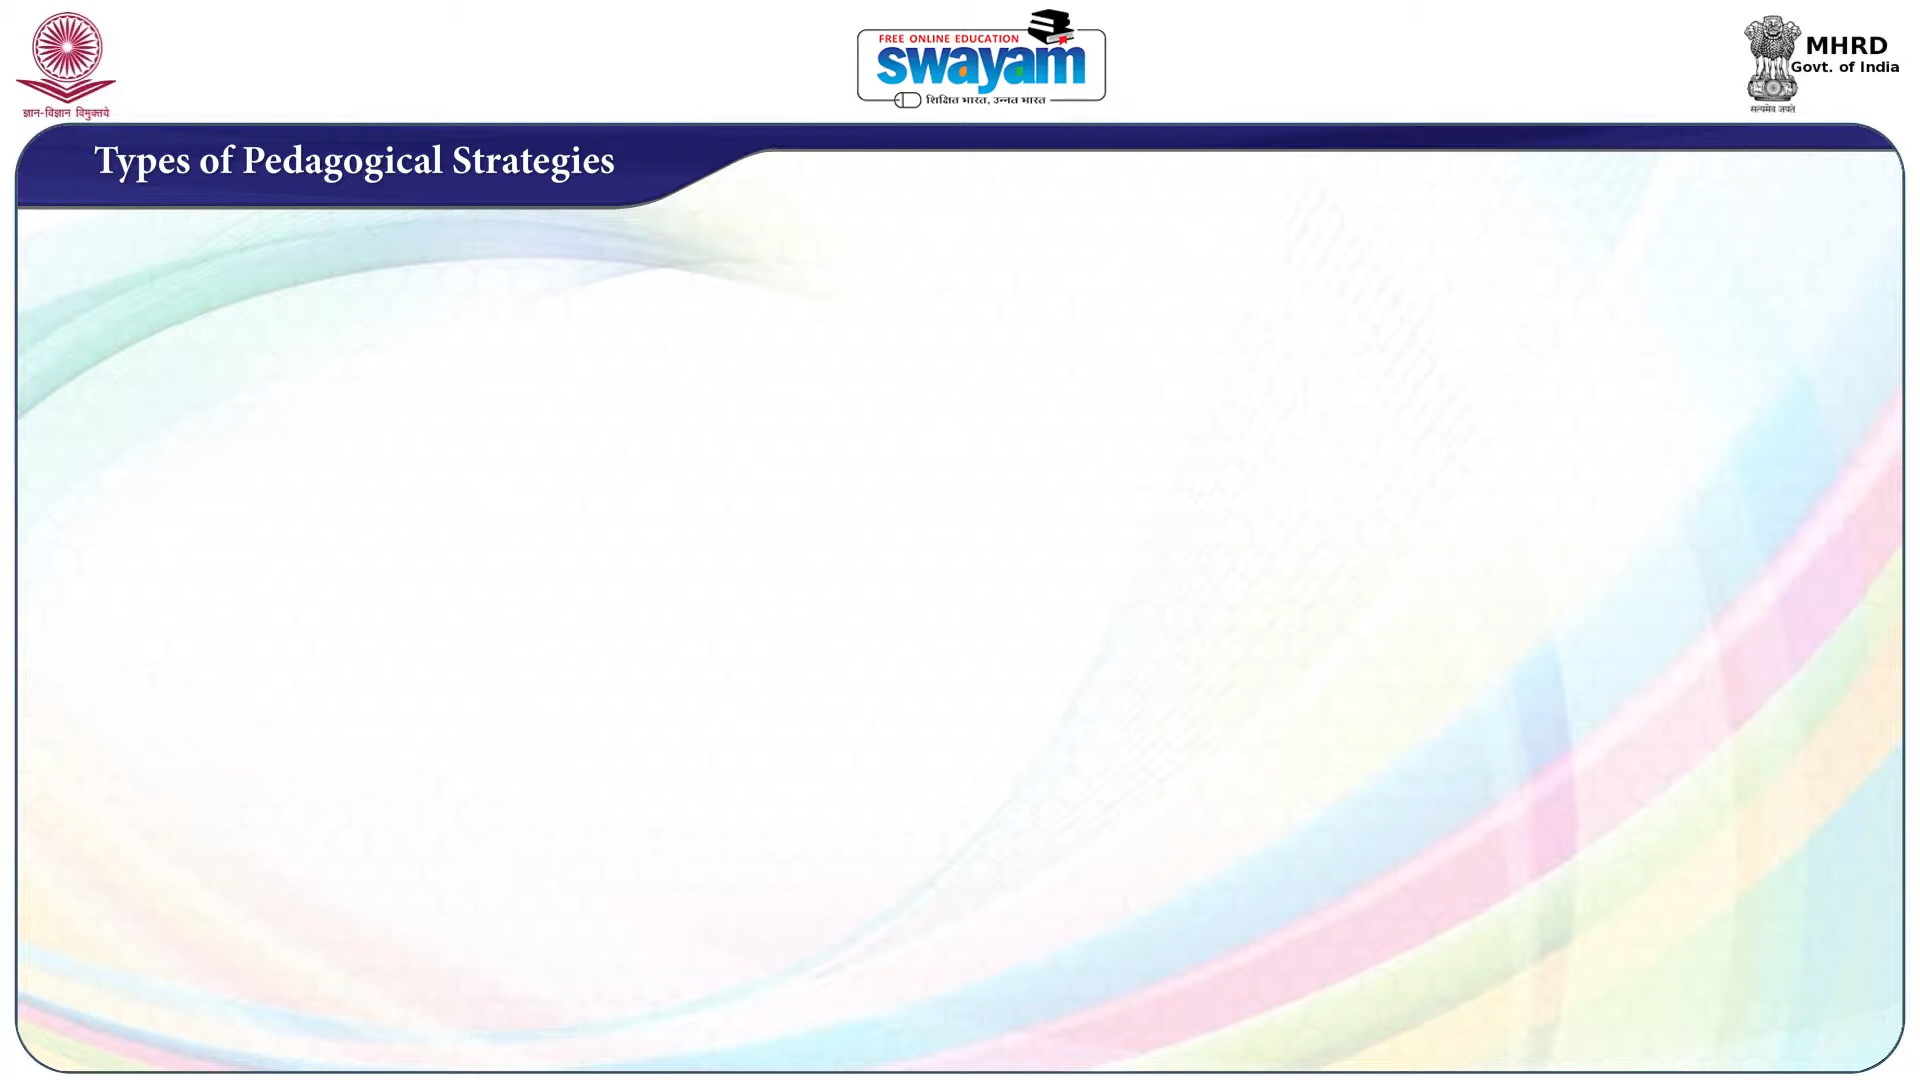 ज्ञान-विज्ञान विमुक्तये
FREE ONLINE EDUCATION
swayam
शिक्षित भारत, उन्नत भारत
MHRD
Govt. of India
सत्यमेव जयते
Types of Pedagogical Strategies